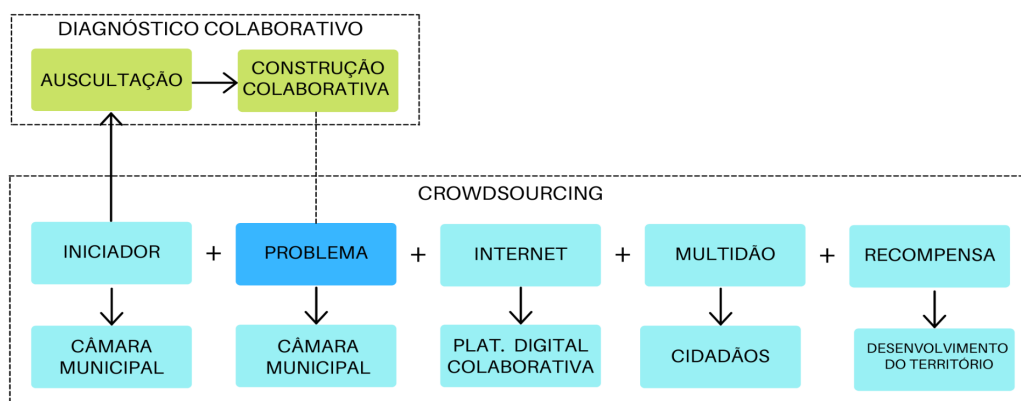 DIAGNÓSTICO COLABORATIVO
AUSCULTAÇÃO
CONSTRUÇÃO
COLABORATIVA
CROWDSOURCING
INICIADOR
+
PROBLEMA
+
INTERNET
+
MULTIDÃO
+
RECOMPENSA
CÂMARA
MUNICIPAL
CÂMARA
MUNICIPAL
PLAT. DIGITAL
COLABORATIVA
CIDADÃOS
DESENVOLVIMENTO
DO TERRITÓRIO